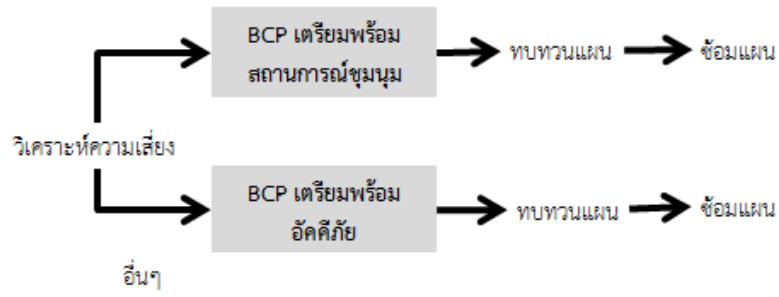 BCP เตรียมพร้อม
สถานการณ์ชุมนุม
ทบทวนแผน
ซ้อมแผน
วิเคราะห์ความเสี่ยง
BCP เตรียมพร้อม
อัคคีภัย
ทบทวนแผน
ซ้อมแผน
อื่นๆ